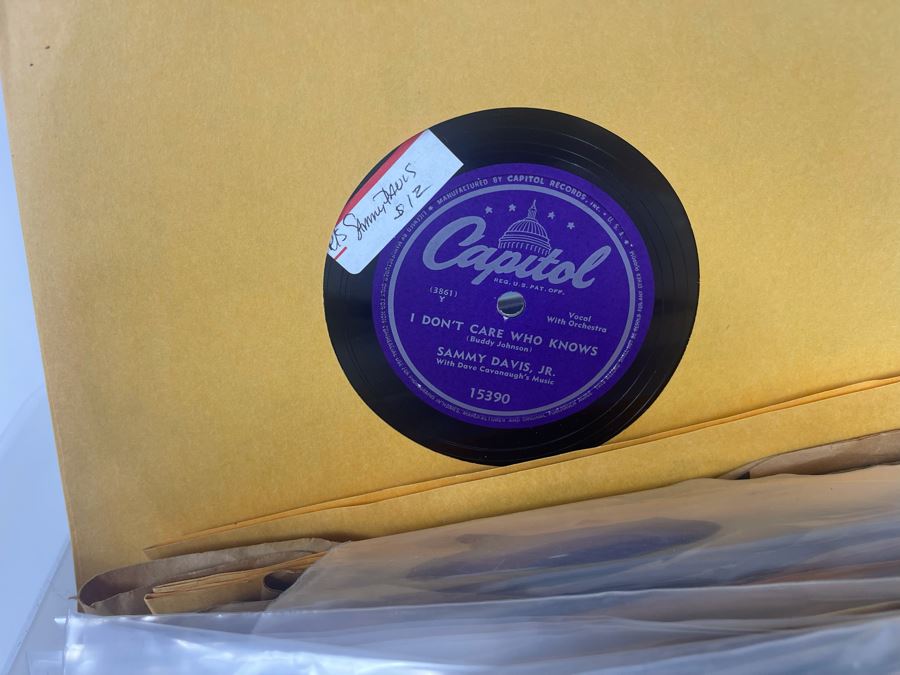 Sammy Davis
$12
MANUFACTURED BY CAPITOL RECORDS, INC. • U. S. A.
Capitol
REG. U.S. PAT. OFF.
(3861)
Y
Vocal
With Orchestra
I DON'T CARE WHO KNOWS
(Buddy Johnson)
SAMMY DAVIS, JR.
With Dave Cavanaugh's Music
15390